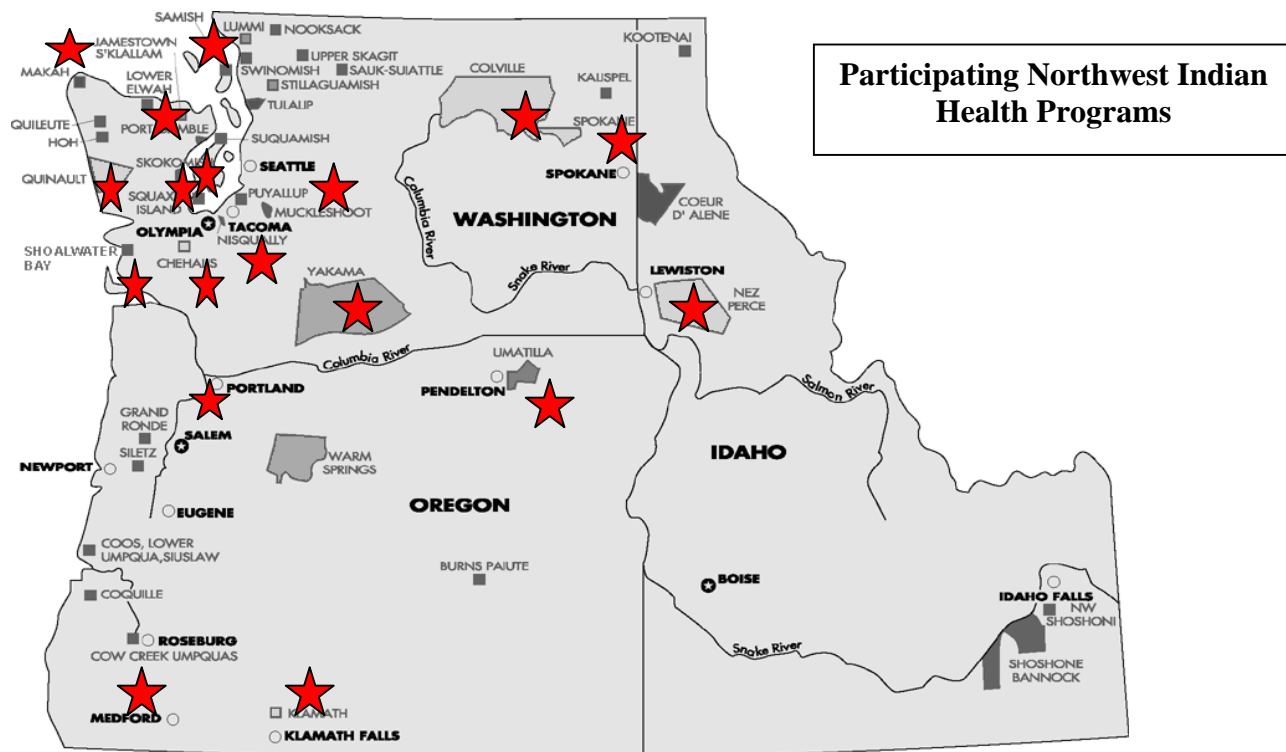 Participating Northwest Indian
Health Programs
SAMISH
LUMMI
NOOKSACK
JAMESTOWN
S'KLALLAM
UPPER SKAGIT
KOOTENAI
MAKAH
LOWER
ELWAH
SWINOMISH
SAUK-SUIATTLE
STILLAGUAMISH
COLVILLE
KALISPEL
TULALIP
QUILEUTE
HOH
SUQUAMISH
SPOKANE
QUINAULT
SEATTLE
SPOKANE
SQUAXIN
ISLAND
PUYALLUP
MUCKLESHOOT
Columbia River
WASHINGTON
COEUR
D' ALENE
OLYMPIA
TACOMA
NISQUALLY
SHOALWATER
BAY
CHEHALIS
YAKAMA
Snake River
LEWISTON
NEZ
PERCE
Columbia River
UMATILLA
PORTLAND
PENDELTON
Salmon River
GRAND
RONDE
SALEM
SILETZ
NEWPORT
WARM
SPRINGS
IDAHO
OREGON
EUGENE
COOS, LOWER
UMPQUA,SIUSLAW
BURNS PAIUTE
BOISE
COQUILLE
IDAHO FALLS
NW
SHOSHONI
ROSEBURG
COW CREEK UMPQUAS
Snake River
SHOSHONE
BANNOCK
MEDFORD
KLAMATH
KLAMATH FALLS